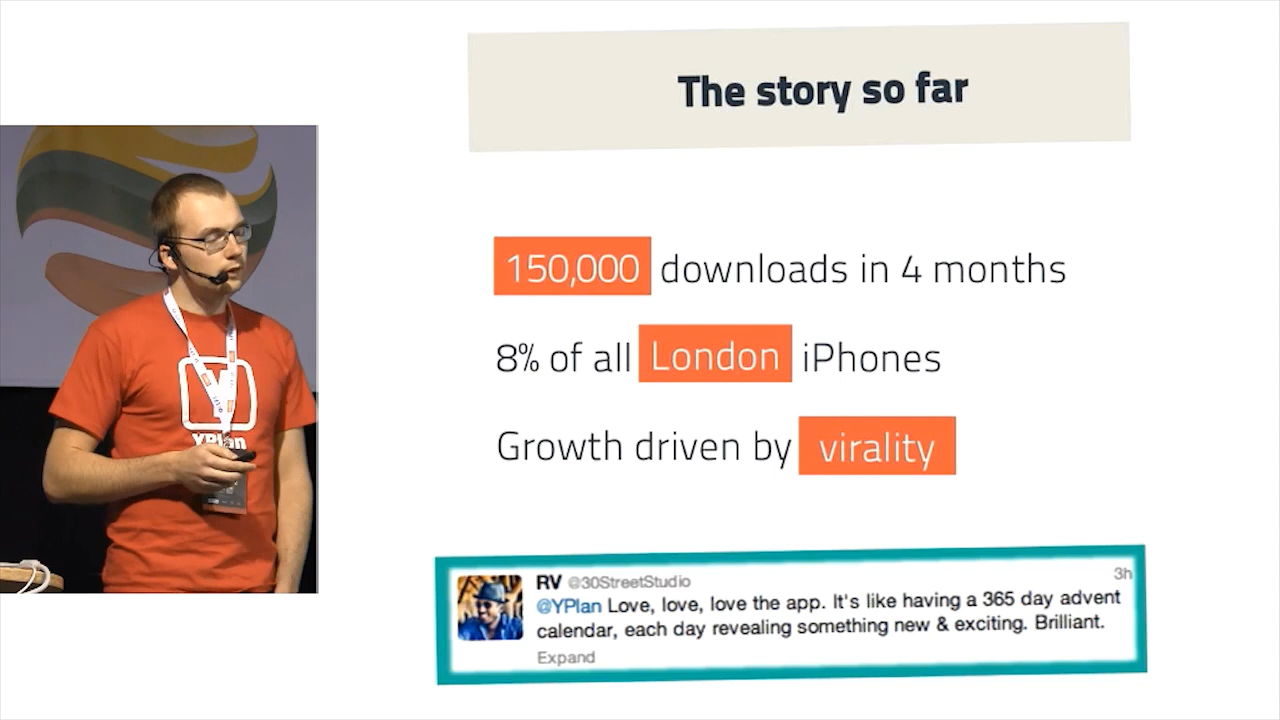 The story so far
150,000 downloads in 4 months
8% of all London iPhones
Growth driven by virality
RV @30StreetStudio 3h
@YPlan Love, love, love the app. It's like having a 365 day advent
calendar, each day revealing something new & exciting. Brilliant.
Expand
YPlan